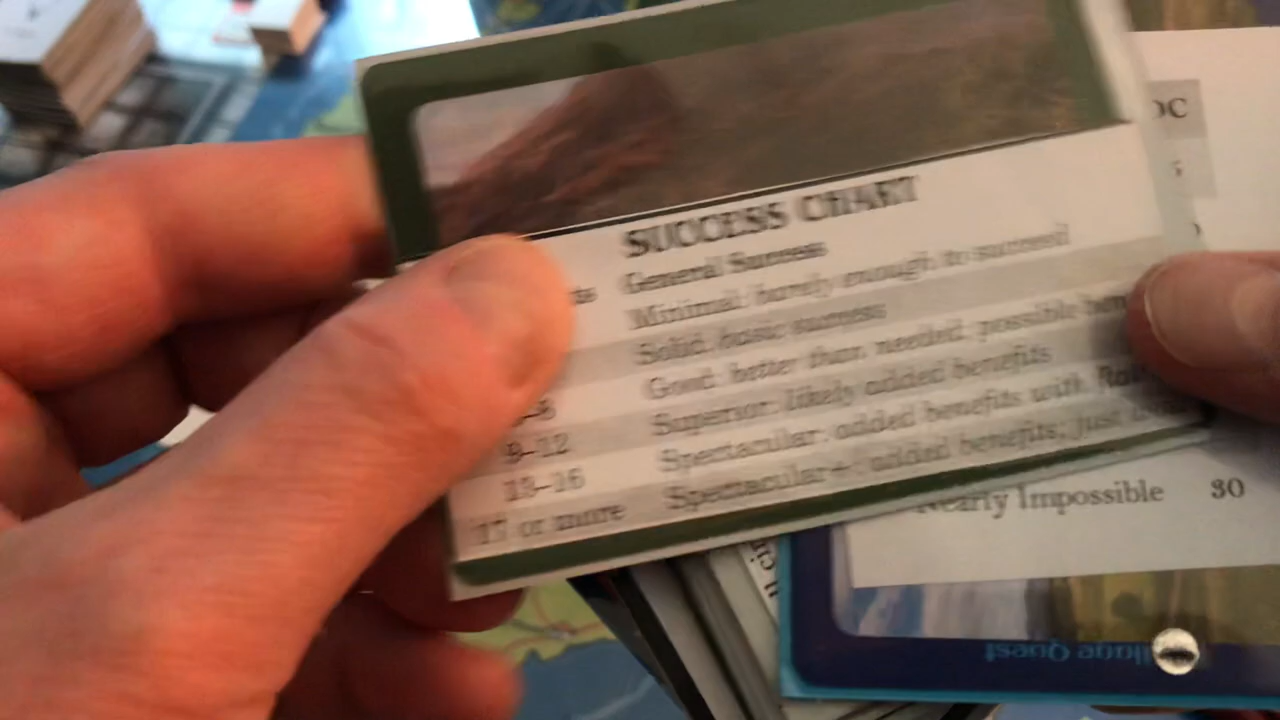 SUCCESS CHART
General Success
Minimal: barely enough to succeed
Solid: basic success
Good: better than needed; possible
-8 Superior: likely added benefits
9–12 Spectacular: added benefits with
13–16 Spectacular+: added benefits; just
17 or more
DC
Nearly Impossible 30
Quest